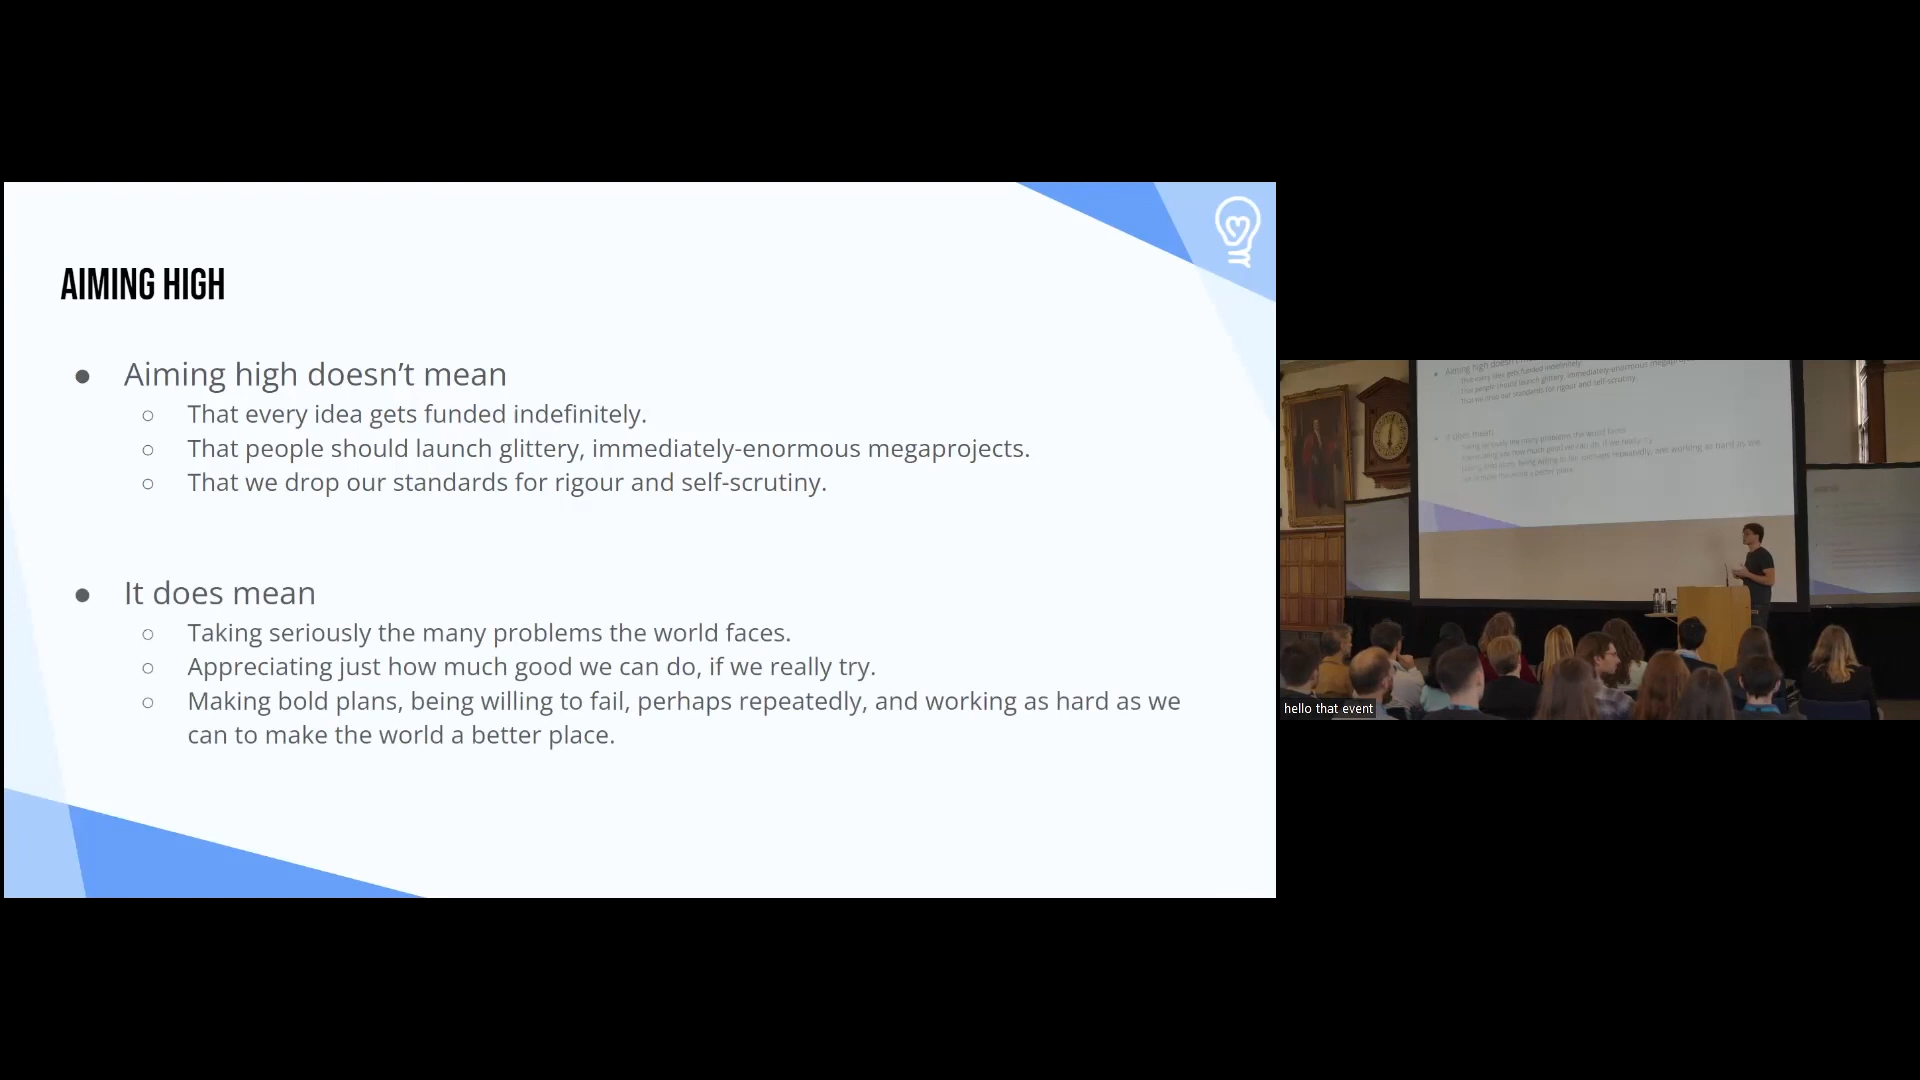 AIMING HIGH
● Aiming high doesn’t mean
○ That every idea gets funded indefinitely.
○ That people should launch glittery, immediately-enormous megaprojects.
○ That we drop our standards for rigour and self-scrutiny.
● It does mean
○ Taking seriously the many problems the world faces.
○ Appreciating just how much good we can do, if we really try.
○ Making bold plans, being willing to fail, perhaps repeatedly, and working as hard as we
can to make the world a better place.
hello that event